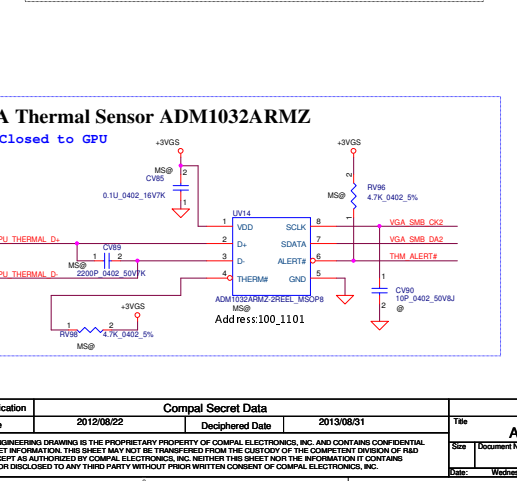 A Thermal Sensor ADM1032ARMZ
Closed to GPU
+3VGS
+3VGS
MS@
2
CV85
1
0.1U_0402_16V7K
2
MS@
RV96
4.7K_0402_5%
1
UV14
1 VDD SCLK 8
VGA_SMB_CK2
PU_THERMAL_D+
2 D+ SDATA 7
VGA_SMB_DA2
CV89
1 2
MS@
3 D- ALERT# 6
THM_ALERT#
PU_THERMAL_D-
2200P_0402_50V7K
4 THERM# GND 5
1
CV90
10P_0402_50V8J
2
@
ADM1032ARMZ-2REEL_MSOP8
MS@
Address:100_1101
+3VGS
1 2
RV98
4.7K_0402_5%
MS@
ication
Compal Secret Data
e
2012/08/22
Deciphered Date
2013/08/31
Title
A
NGINEERING DRAWING IS THE PROPRIETARY PROPERTY OF COMPAL ELECTRONICS, INC. AND CONTAINS CONFIDENTIAL
ET INFORMATION. THIS SHEET MAY NOT BE TRANSFERED FROM THE CUSTODY OF THE COMPETENT DIVISION OF R&D
CEPT AS AUTHORIZED BY COMPAL ELECTRONICS, INC. NEITHER THIS SHEET NOR THE INFORMATION IT CONTAINS
OR DISCLOSED TO ANY THIRD PARTY WITHOUT PRIOR WRITTEN CONSENT OF COMPAL ELECTRONICS, INC.
Size
Document N
Date:
Wednes